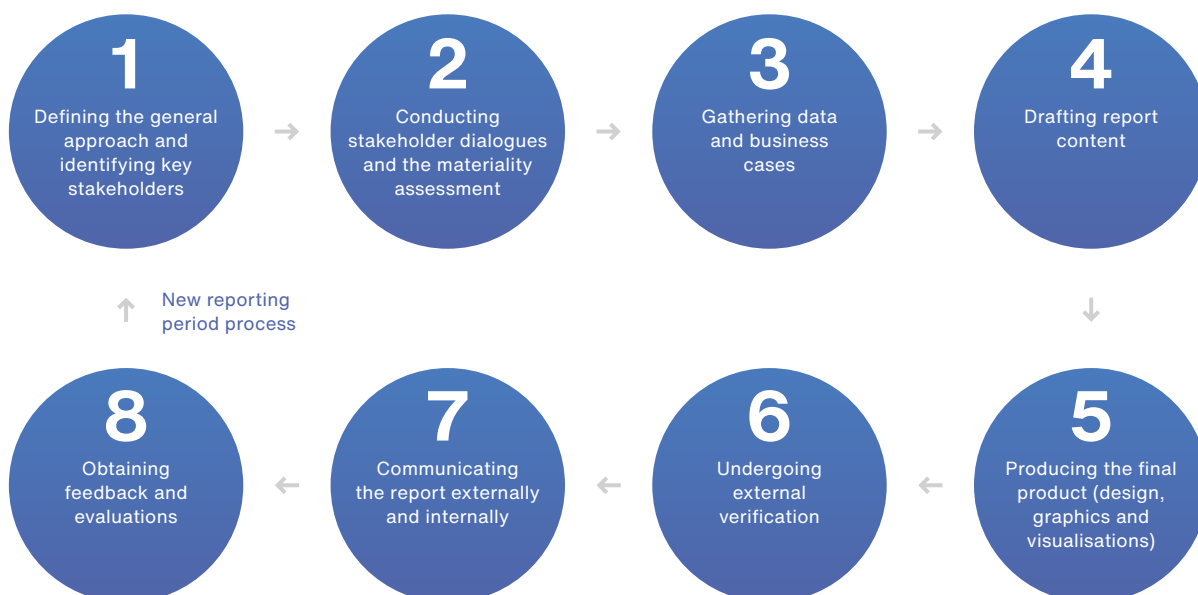 1
Defining the general
approach and
identifying key
stakeholders
2
Conducting
stakeholder dialogues
and the materiality
assessment
3
Gathering data
and business
cases
4
Drafting report
content
New reporting
period process
5
Producing the final
product (design,
graphics and
visualisations)
6
Undergoing
external
verification
7
Communicating
the report externally
and internally
8
Obtaining
feedback and
evaluations